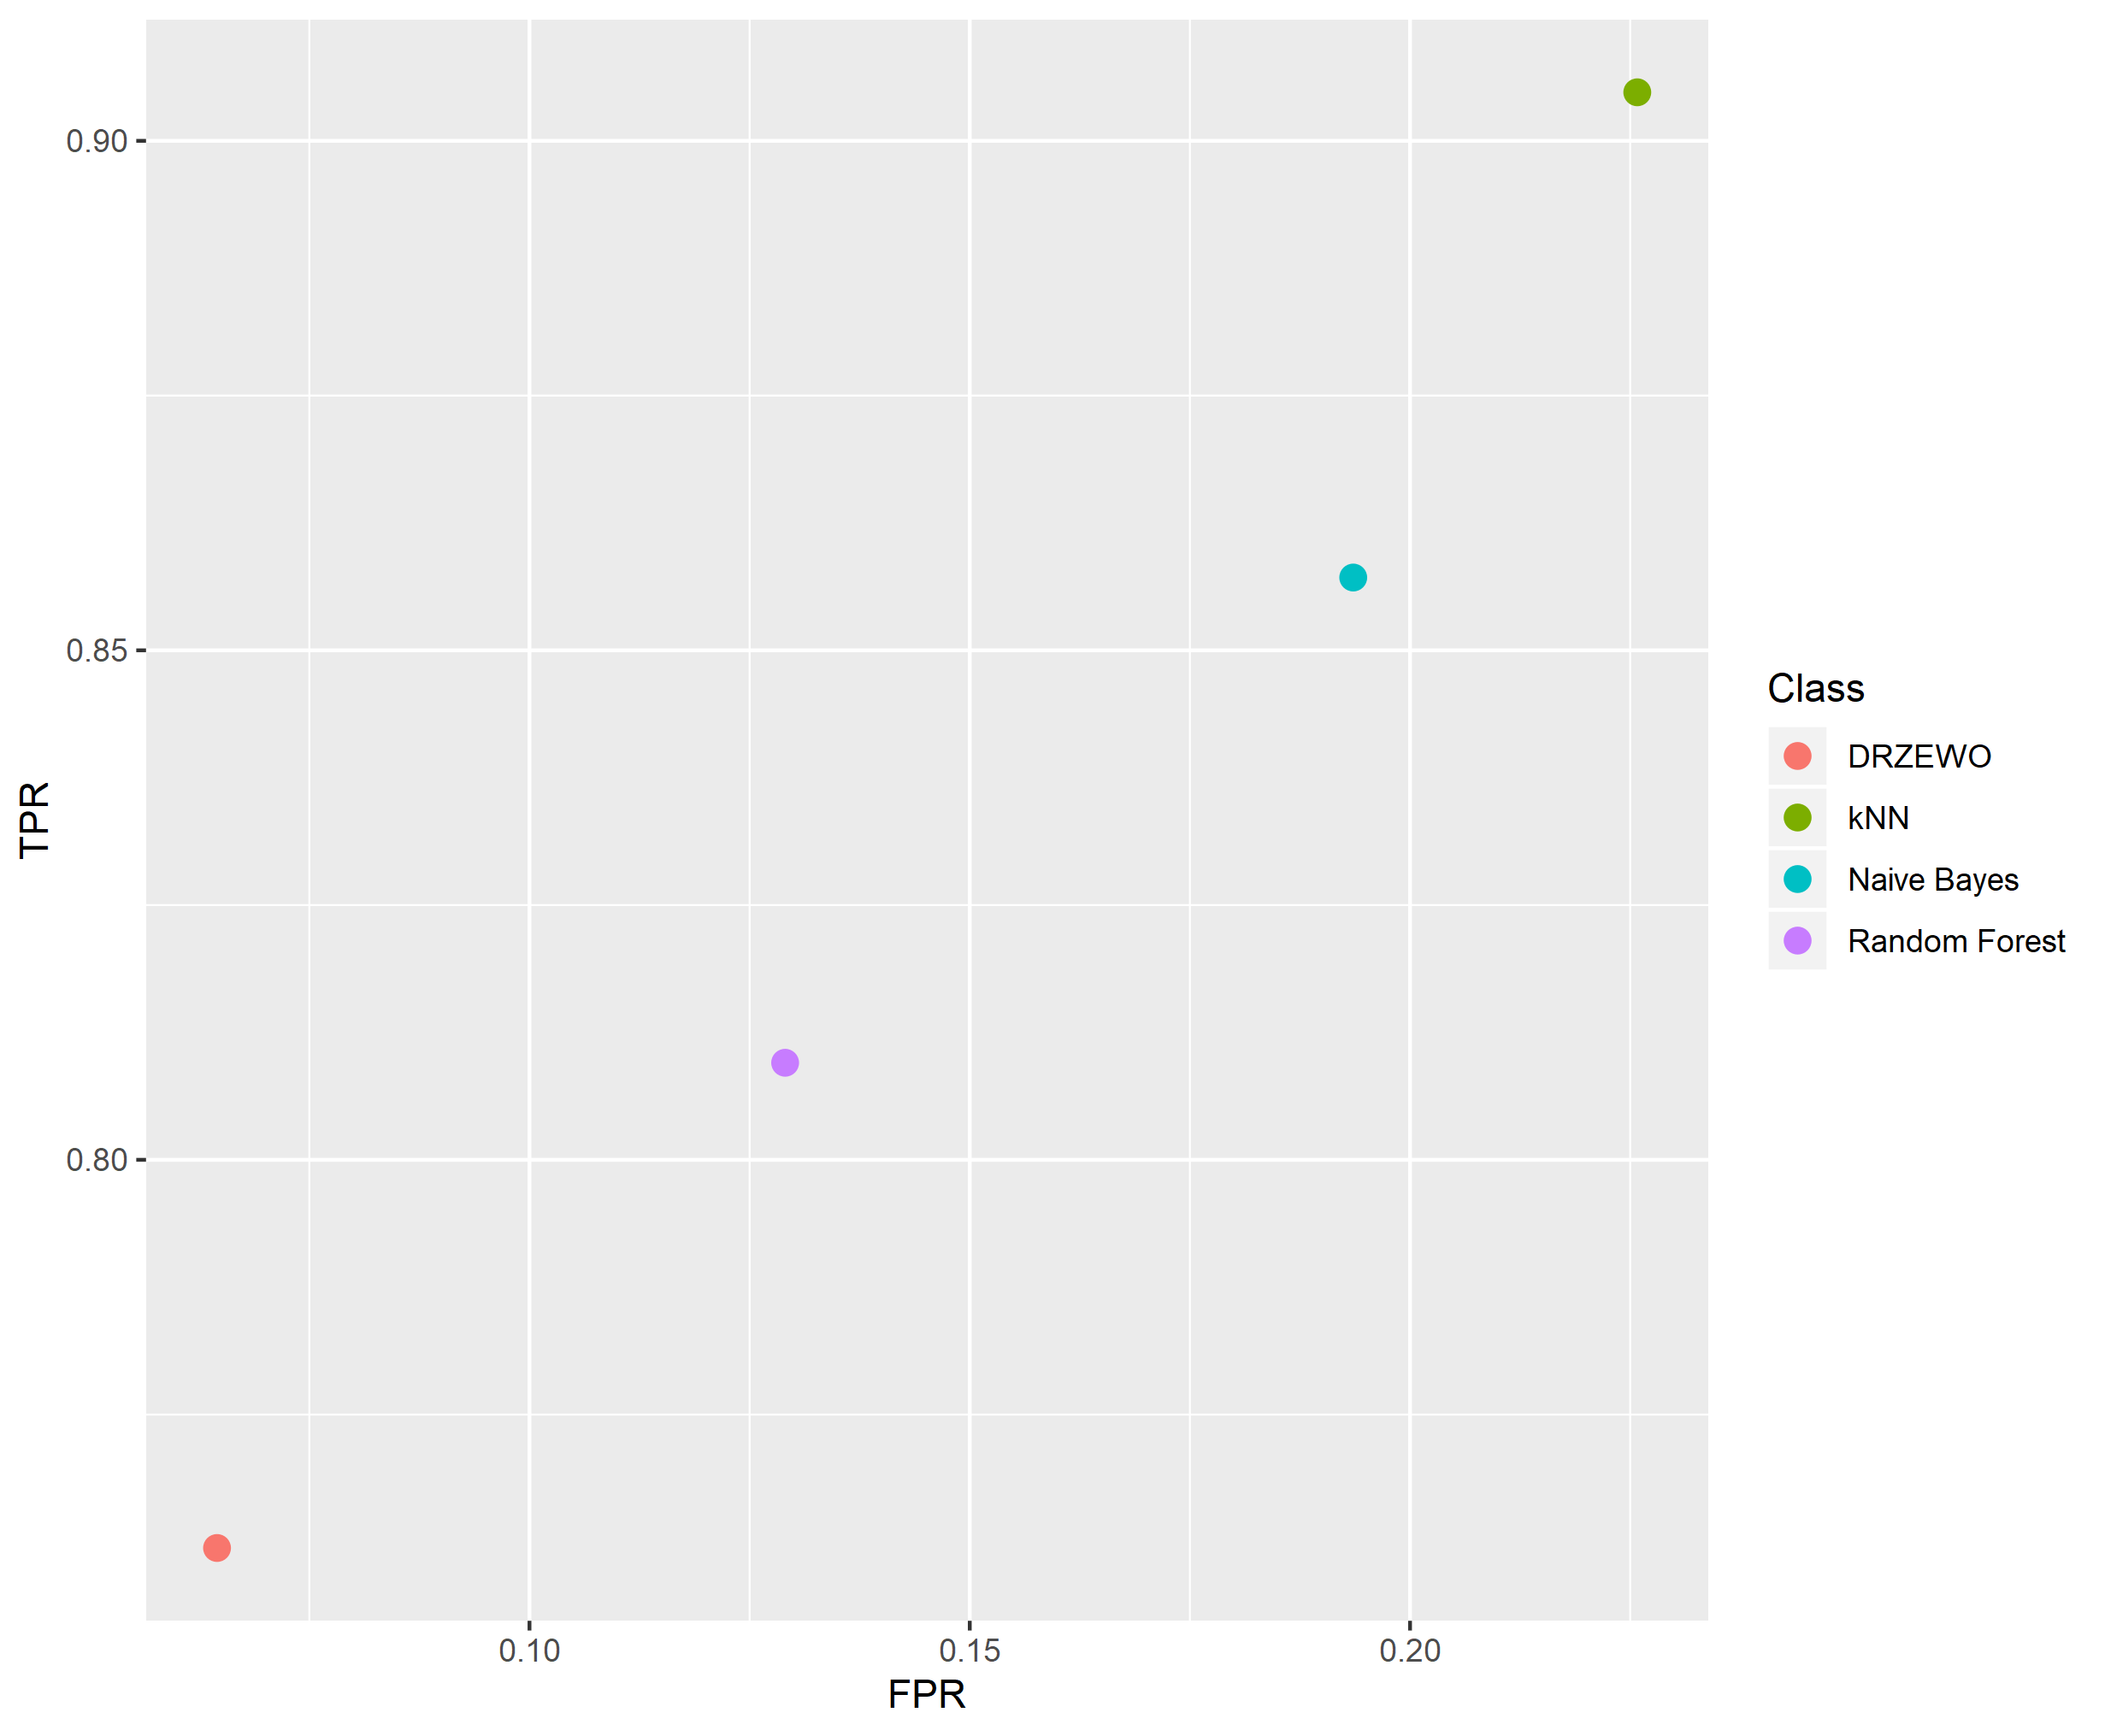 0.90
0.85
0.80
TPR
0.10
0.15
0.20
FPR
Class
DRZEWO
kNN
Naive Bayes
Random Forest